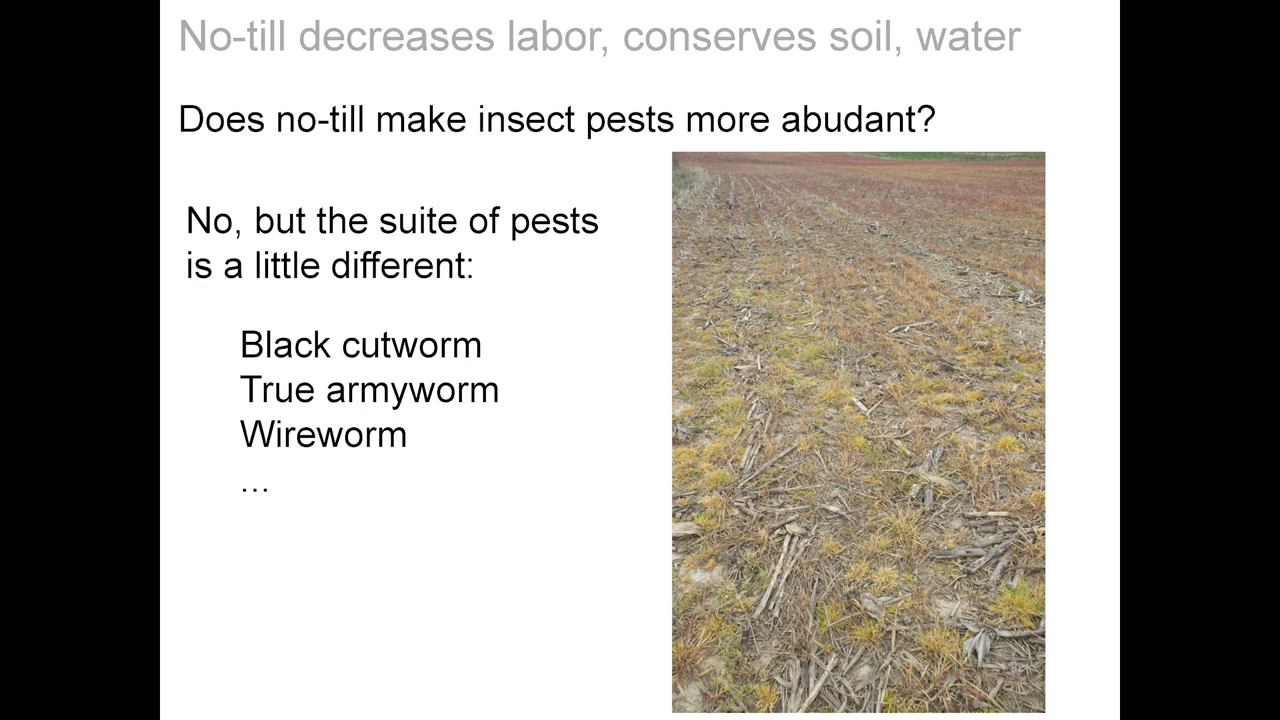 No-till decreases labor, conserves soil, water
Does no-till make insect pests more abudant?
No, but the suite of pests
is a little different:
Black cutworm
True armyworm
Wireworm
...